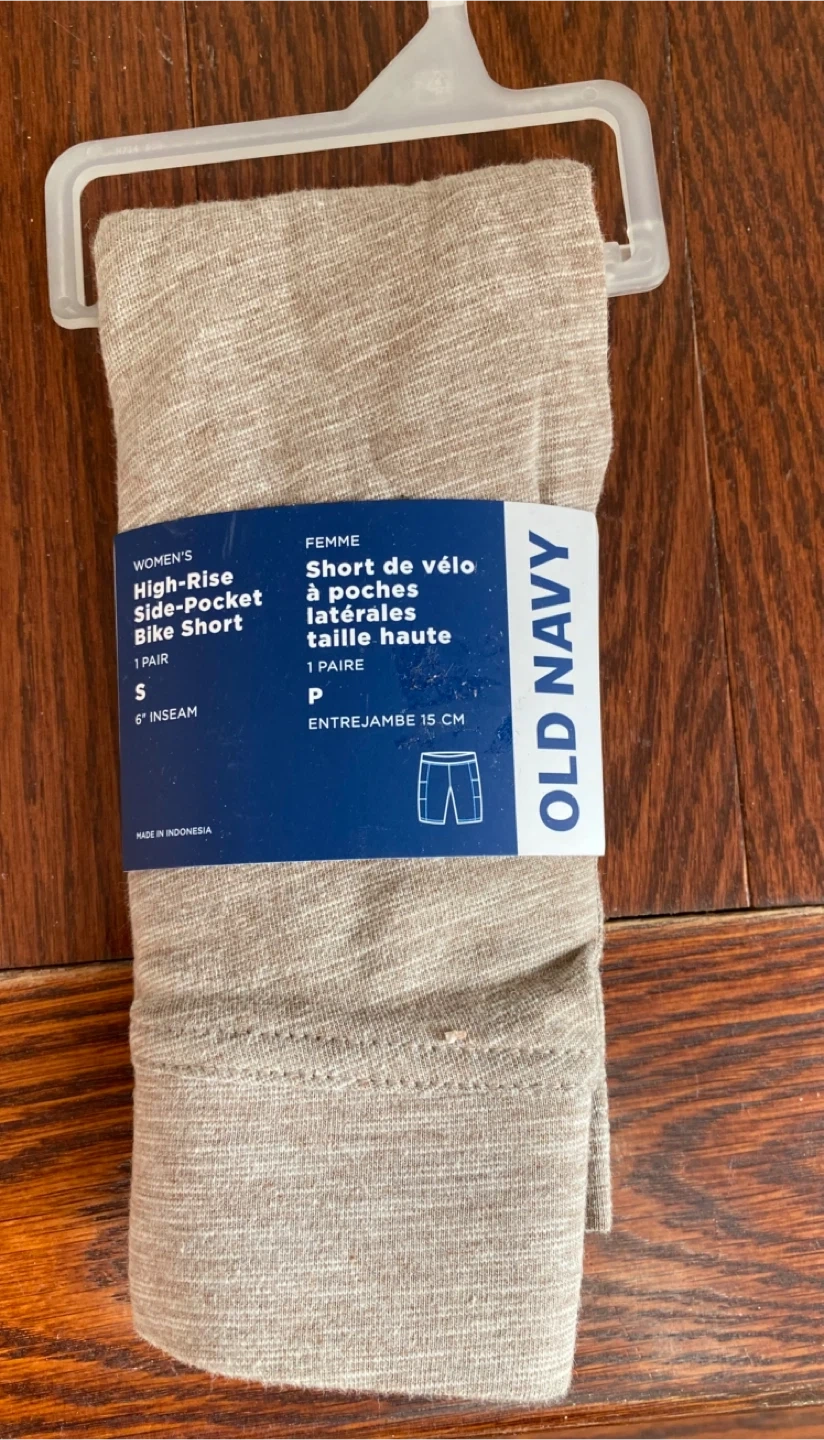 WOMEN'S
High-Rise
Side-Pocket
Bike Short
1 PAIR
S
6" INSEAM
MADE IN INDONESIA
FEMME
Short de vélo
à poches
latérales
taille haute
1 PAIRE
P
ENTREJAMBE 15 CM
OLD NAVY